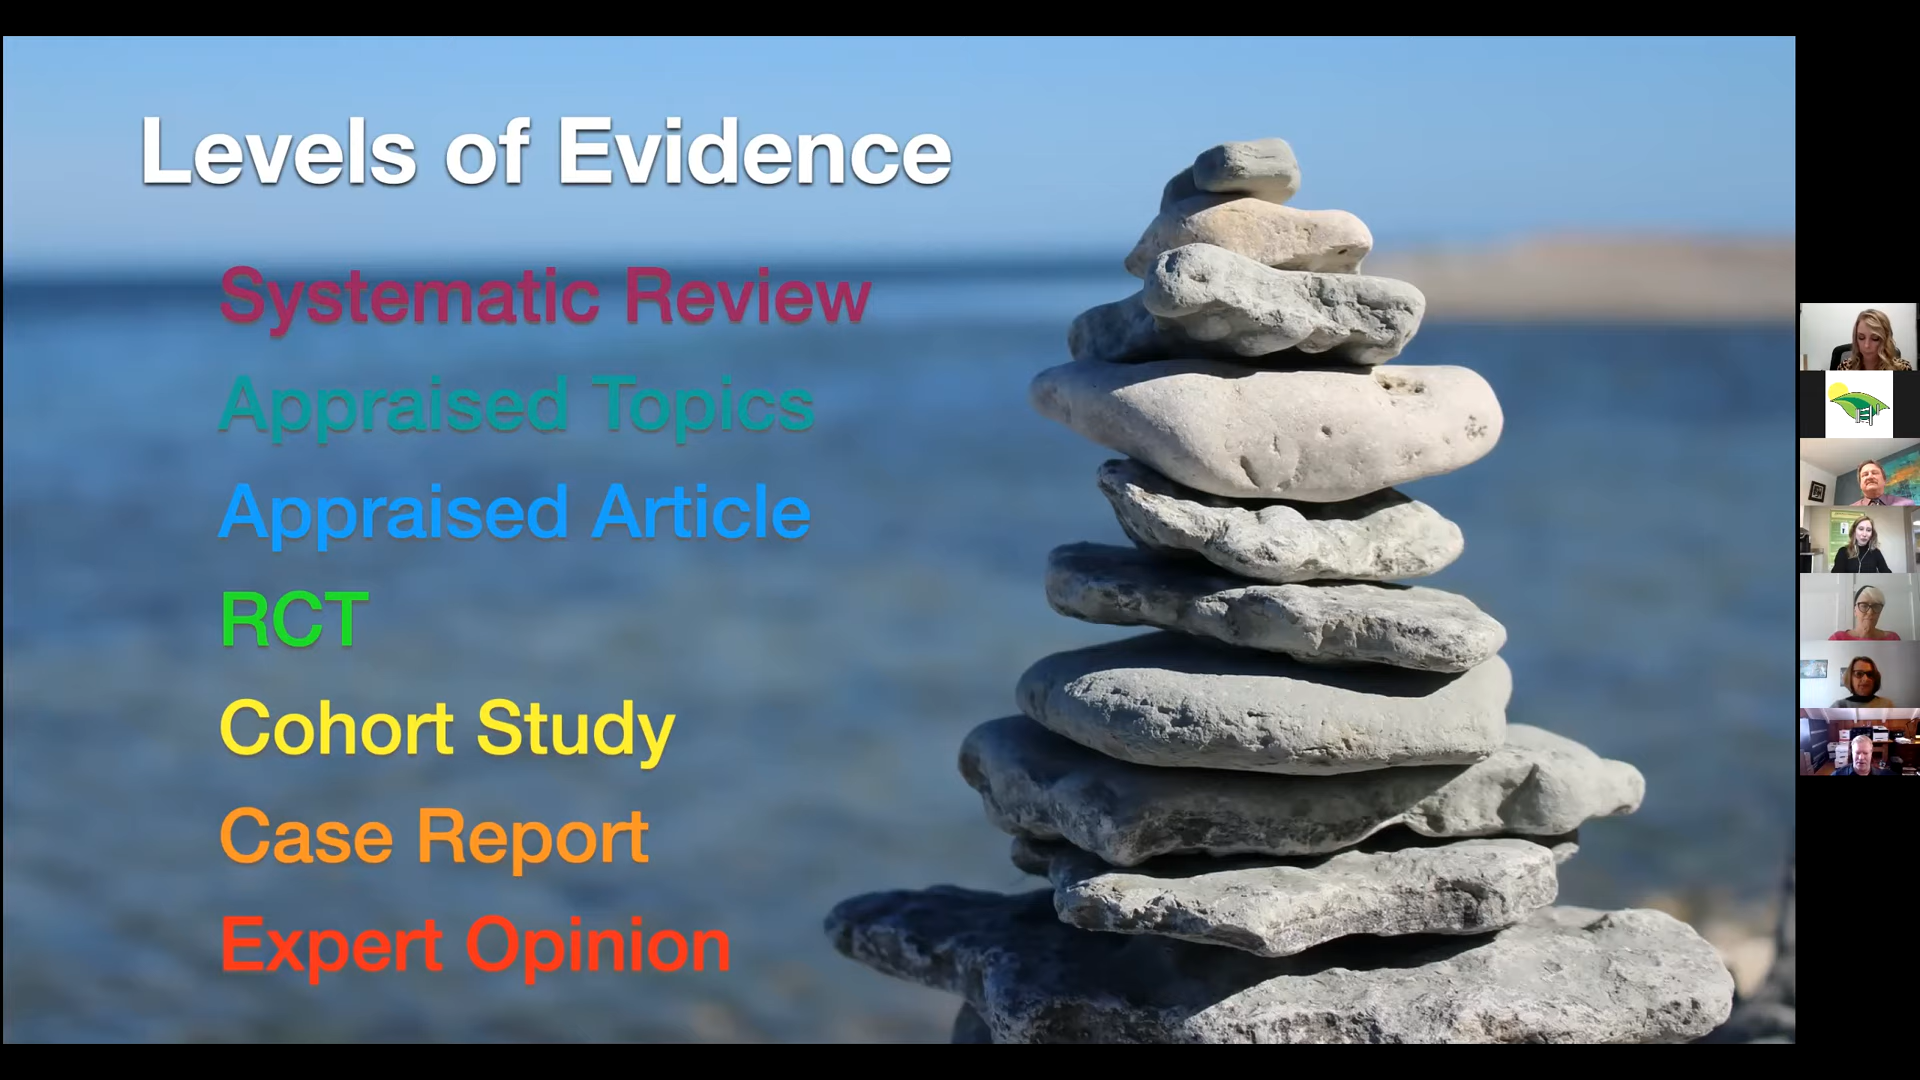 Levels of Evidence
Systematic Review
Appraised Topics
Appraised Article
RCT
Cohort Study
Case Report
Expert Opinion